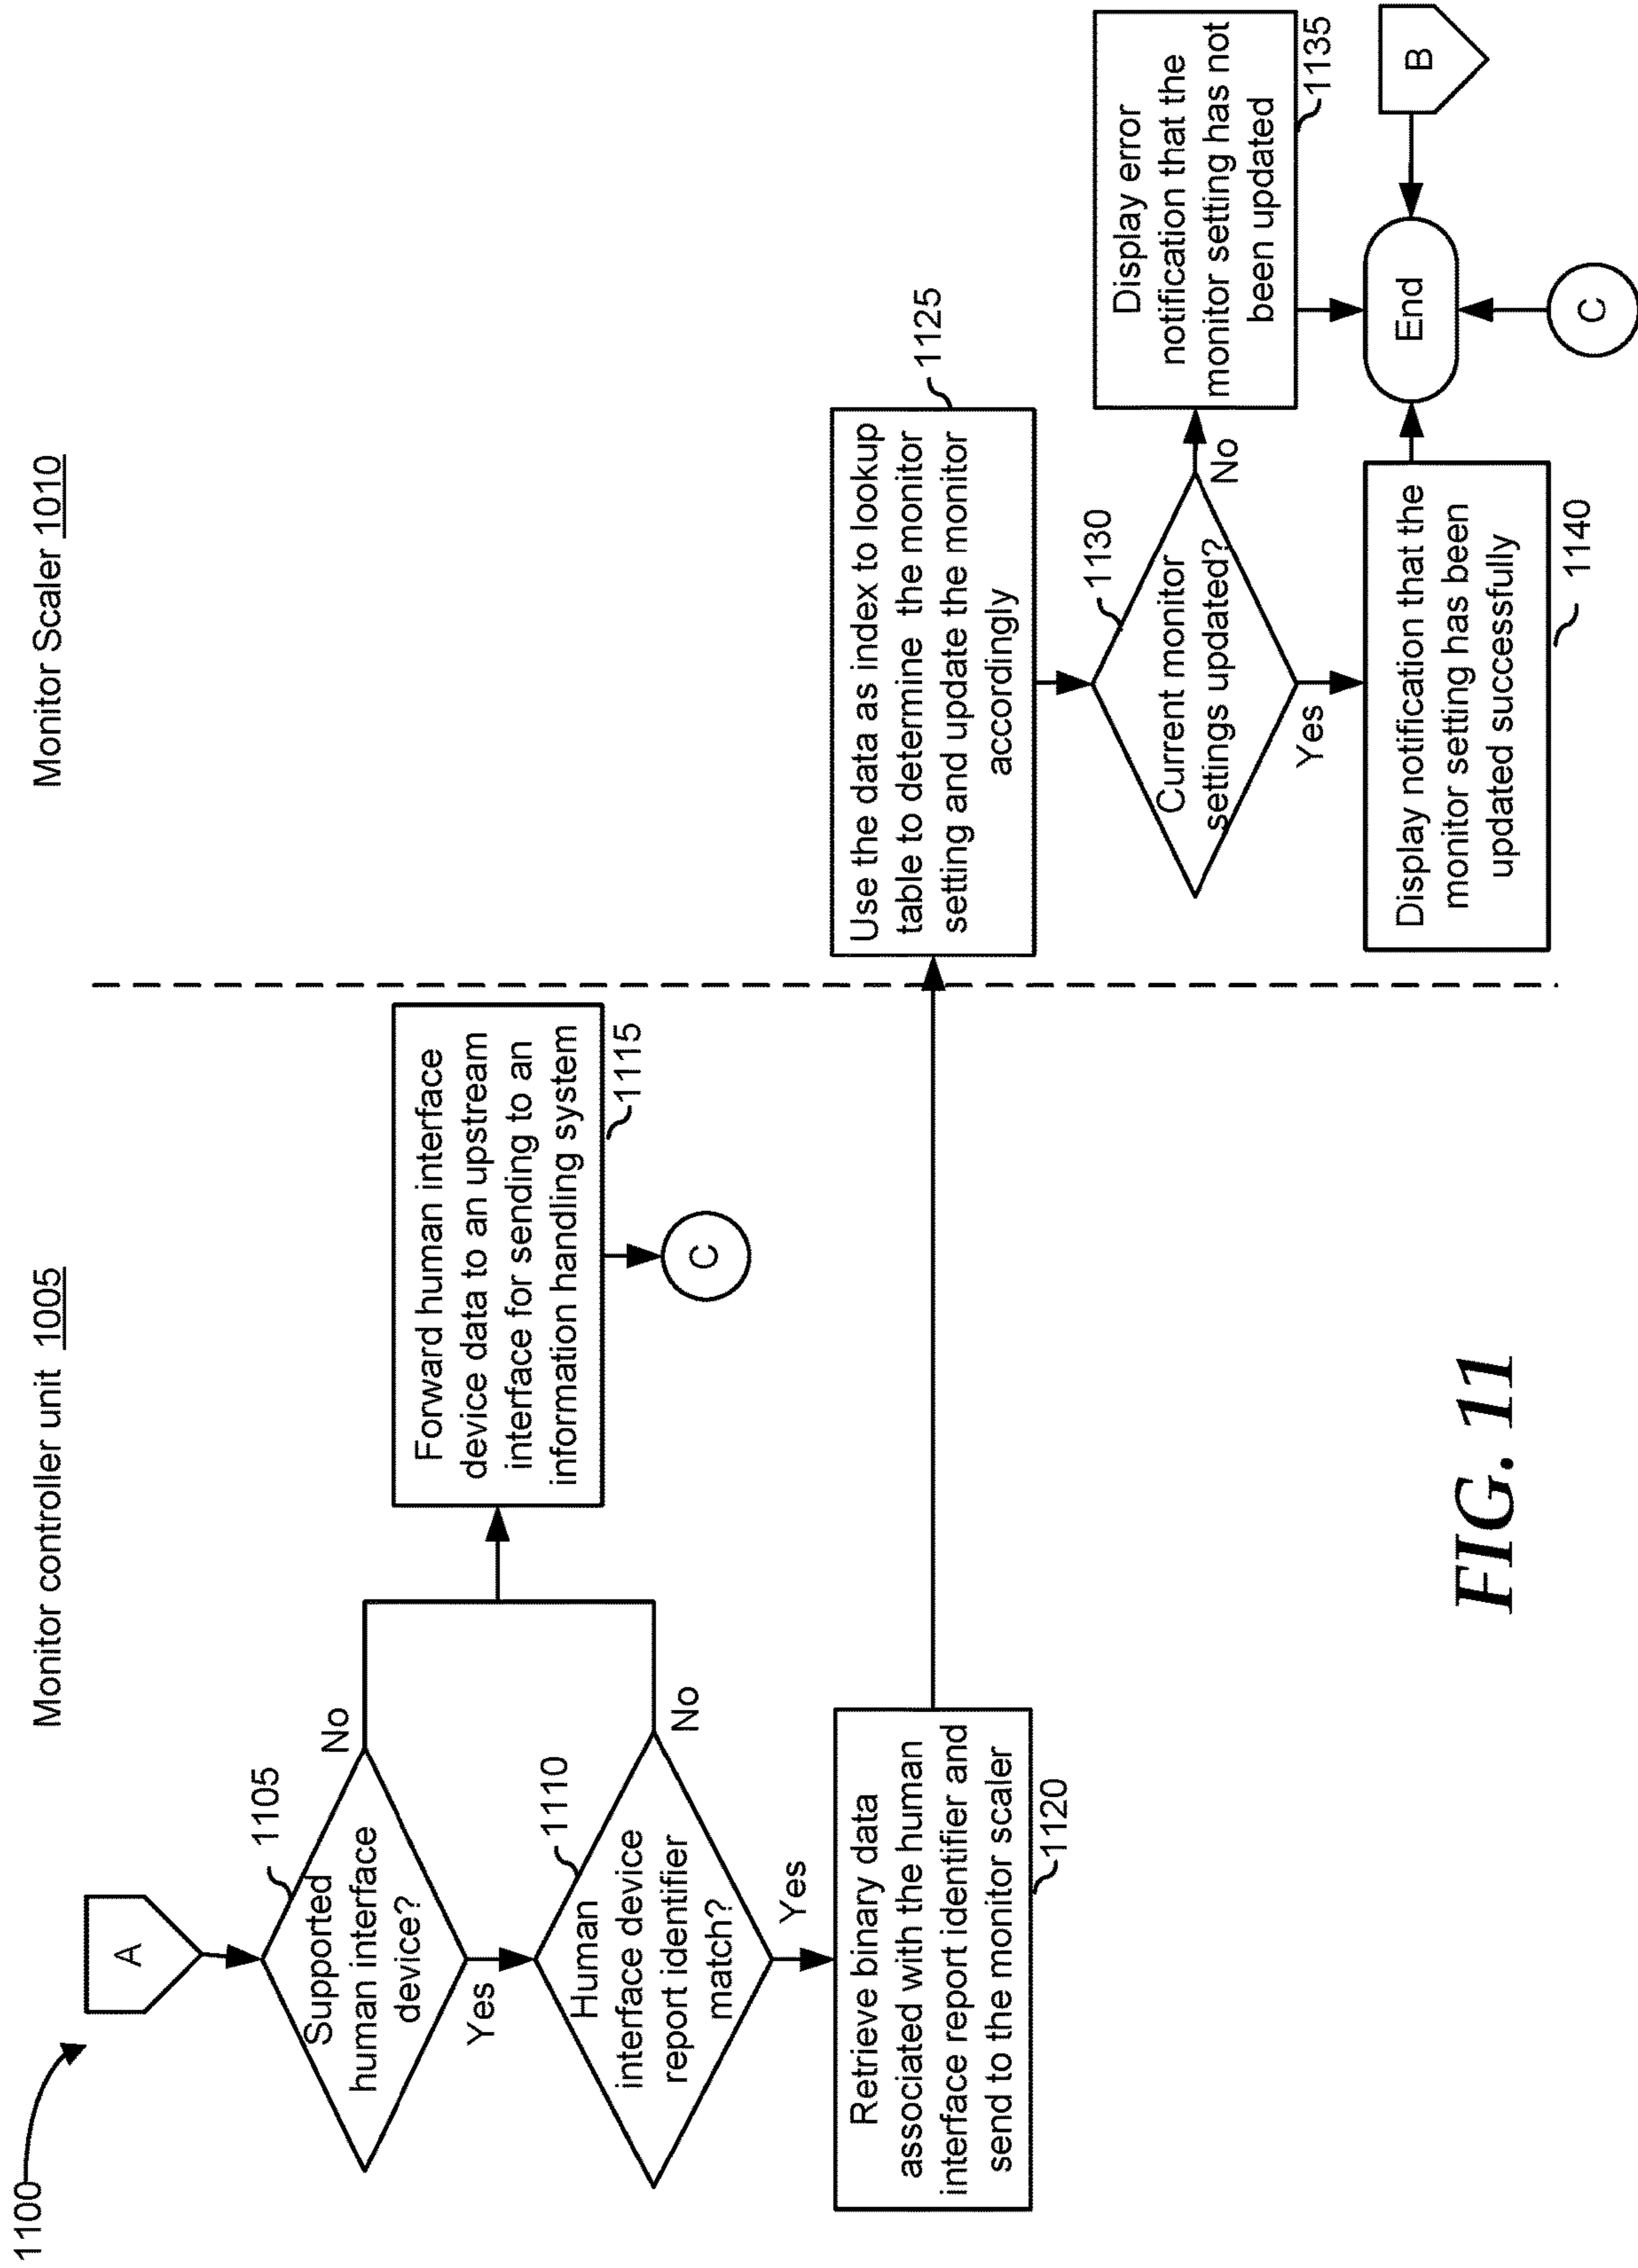 1100
Monitor controller unit 1005
Monitor Scaler 1010
A
1105
Supported
human interface
device?
No
Yes
1110
Human
interface device
report identifier
match?
No
Yes
Forward human interface
device data to an upstream
interface for sending to an
information handling system
1115
C
Retrieve binary data
associated with the human
interface report identifier and
send to the monitor scaler
1120
Use the data as index to lookup
table to determine the monitor
setting and update the monitor
accordingly
1125
1130
Current monitor
settings updated?
No
Yes
Display error
notification that the
monitor setting has not
been updated
1135
Display notification that the
monitor setting has been
updated successfully
1140
End
B
C
FIG. 11